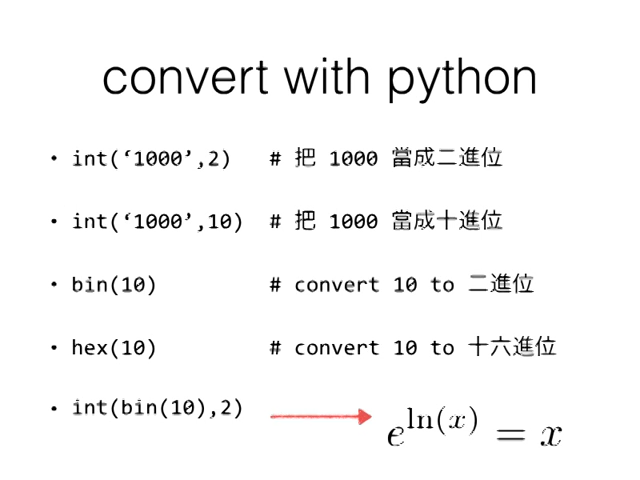 convert with python
• int(‘1000’,2) # 把 1000 當成二進位
• int(‘1000’,10) # 把 1000 當成十進位
• bin(10) # convert 10 to 二進位
• hex(10) # convert 10 to 十六進位
• int(bin(10),2)
e^ln(x) = x